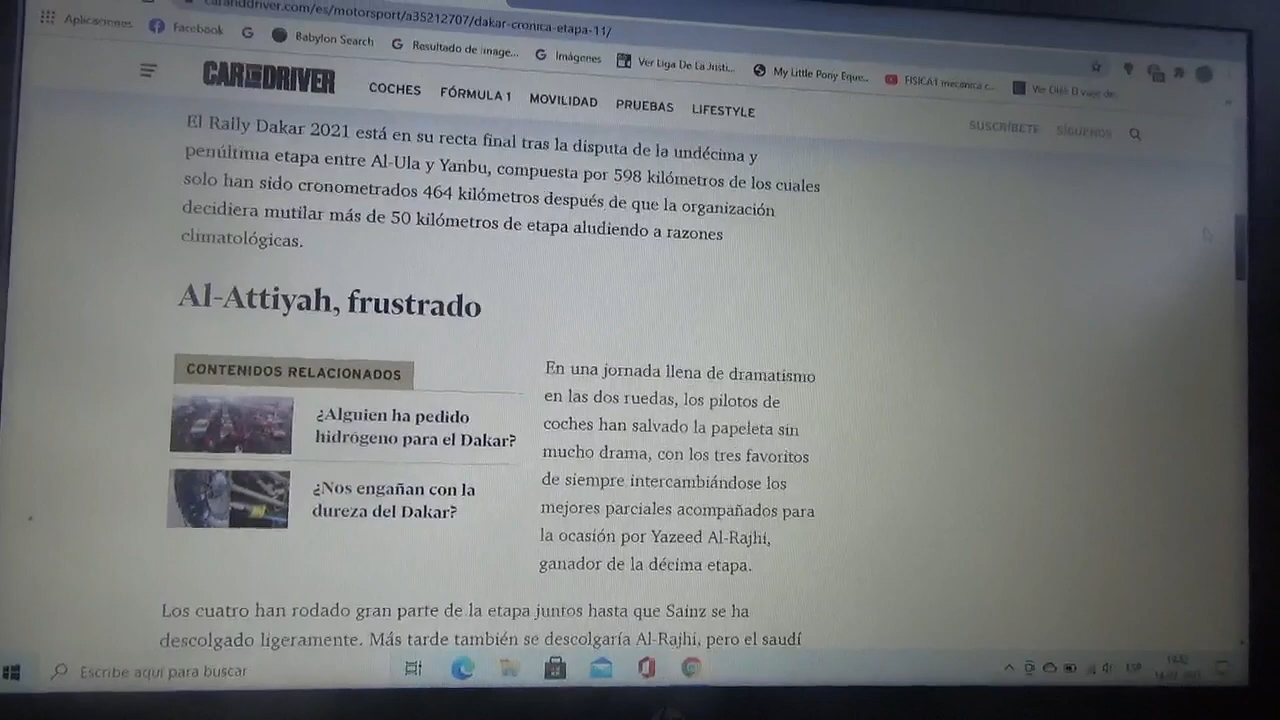 caranddriver.com/es/motorsport/a35212707/dakar-cronica-etapa-11/
Aplicaciones Facebook Babylon Search Resultado de image... Imágenes Ver Liga De La Justi... My Little Pony Eque... FISICA1 mecanica c...
CAR AND DRIVER COCHES FÓRMULA 1 MOVILIDAD PRUEBAS LIFESTYLE SUSCRÍBETE SÍGUENOS
El Rally Dakar 2021 está en su recta final tras la disputa de la undécima y
penúltima etapa entre Al-Ula y Yanbu, compuesta por 598 kilómetros de los cuales
solo han sido cronometrados 464 kilómetros después de que la organización
decidiera mutilar más de 50 kilómetros de etapa aludiendo a razones
climatológicas.
Al-Attiyah, frustrado
CONTENIDOS RELACIONADOS
¿Alguien ha pedido
hidrógeno para el Dakar?
¿Nos engañan con la
dureza del Dakar?
En una jornada llena de dramatismo
en las dos ruedas, los pilotos de
coches han salvado la papeleta sin
mucho drama, con los tres favoritos
de siempre intercambiándose los
mejores parciales acompañados para
la ocasión por Yazeed Al-Rajhi,
ganador de la décima etapa.
Los cuatro han rodado gran parte de la etapa juntos hasta que Sainz se ha
descolgado ligeramente. Más tarde también se descolgaría Al-Rajhi, pero el saudí
Escribe aquí para buscar
ESP